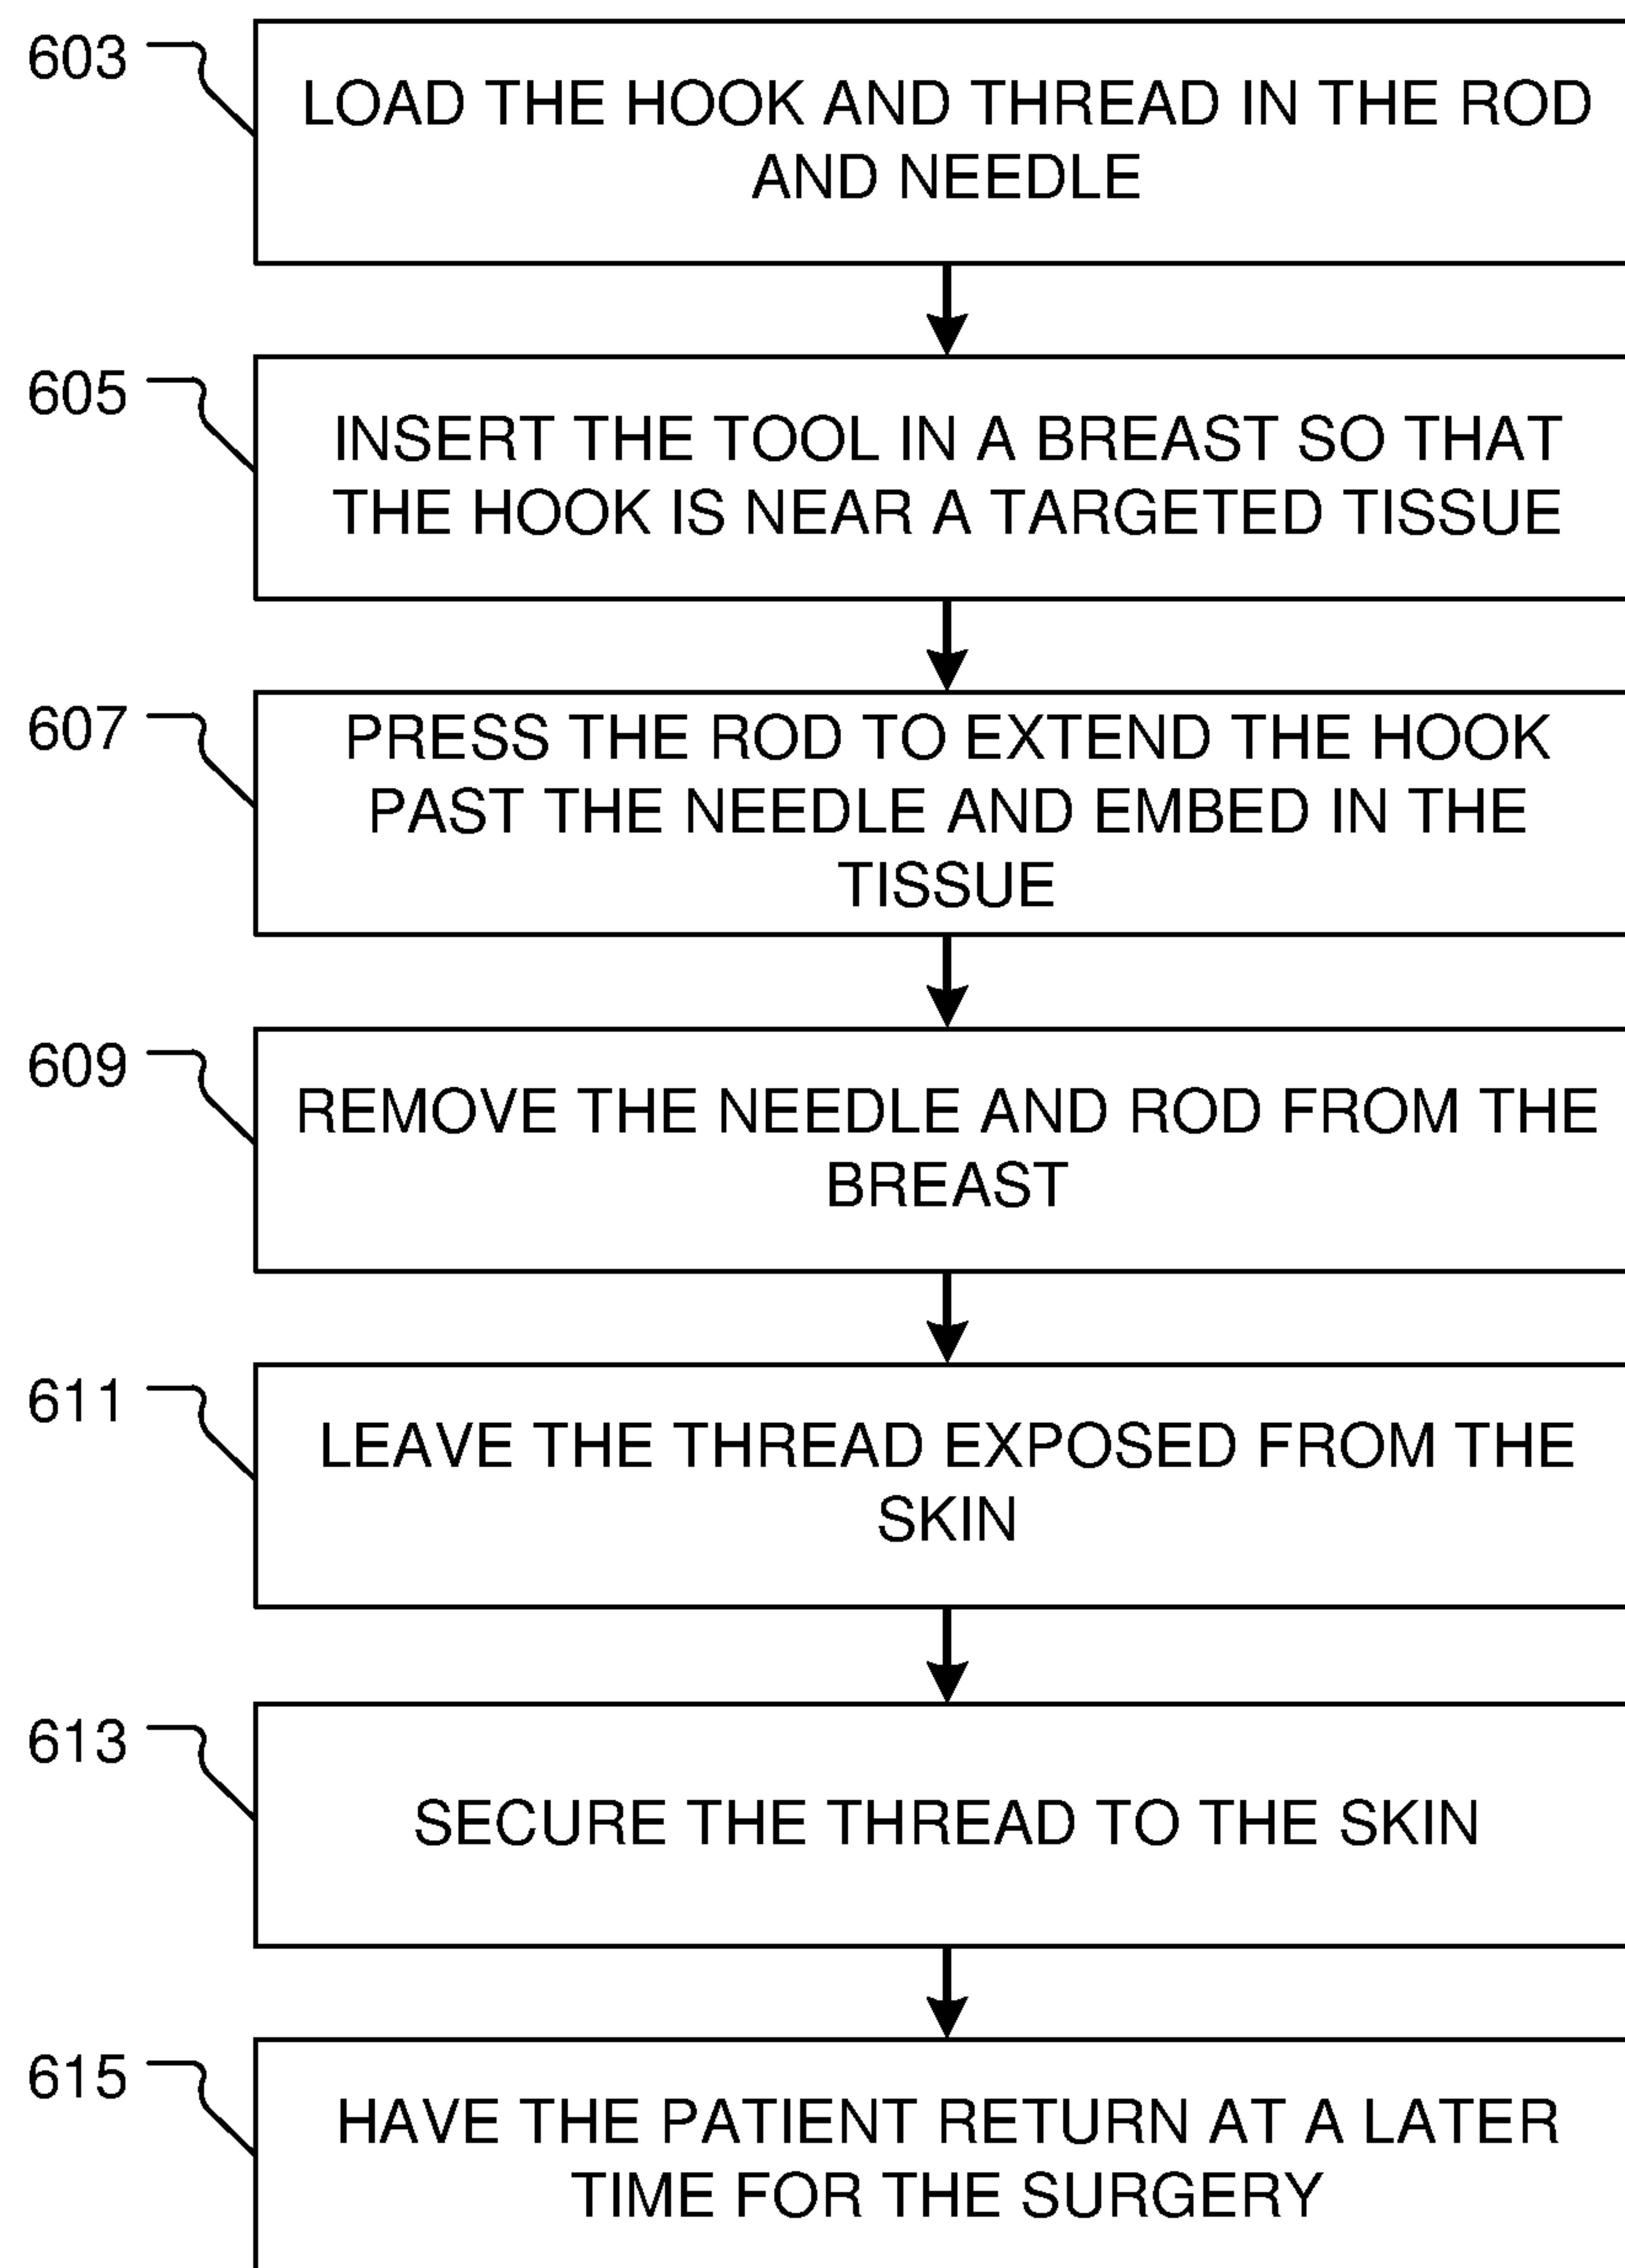 603
LOAD THE HOOK AND THREAD IN THE ROD
AND NEEDLE
605
INSERT THE TOOL IN A BREAST SO THAT
THE HOOK IS NEAR A TARGETED TISSUE
607
PRESS THE ROD TO EXTEND THE HOOK
PAST THE NEEDLE AND EMBED IN THE
TISSUE
609
REMOVE THE NEEDLE AND ROD FROM THE
BREAST
611
LEAVE THE THREAD EXPOSED FROM THE
SKIN
613
SECURE THE THREAD TO THE SKIN
615
HAVE THE PATIENT RETURN AT A LATER
TIME FOR THE SURGERY